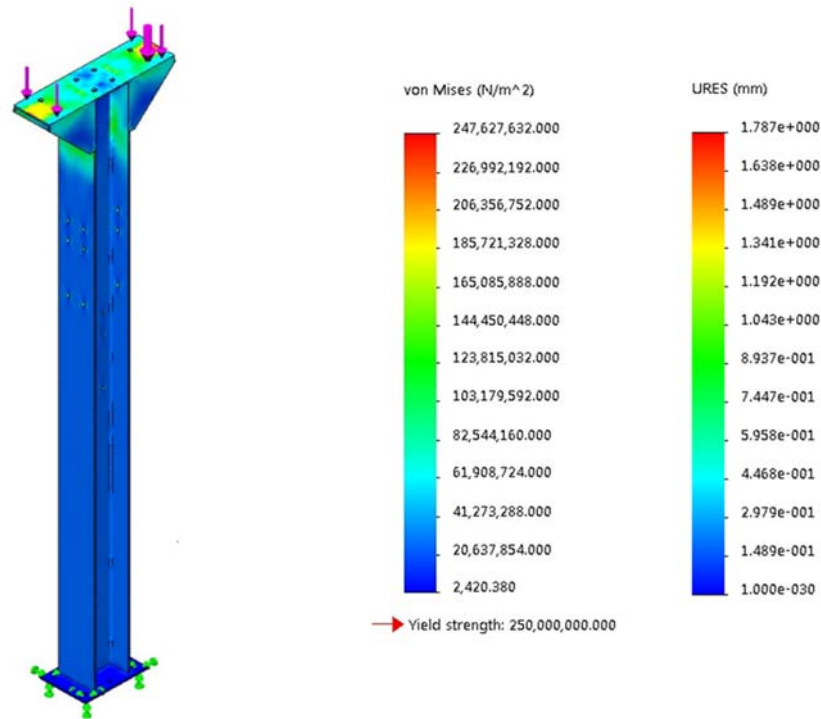 von Mises (N/m^2)
247,627,632.000
226,992,192.000
206,356,752.000
185,721,328.000
165,085,888.000
144,450,448.000
123,815,032.000
103,179,592.000
82,544,160.000
61,908,724.000
41,273,288.000
20,637,854.000
2,420.380
Yield strength: 250,000,000.000
URES (mm)
1.787e+000
1.638e+000
1.489e+000
1.341e+000
1.192e+000
1.043e+000
8.937e-001
7.447e-001
5.958e-001
4.468e-001
2.979e-001
1.489e-001
1.000e-030